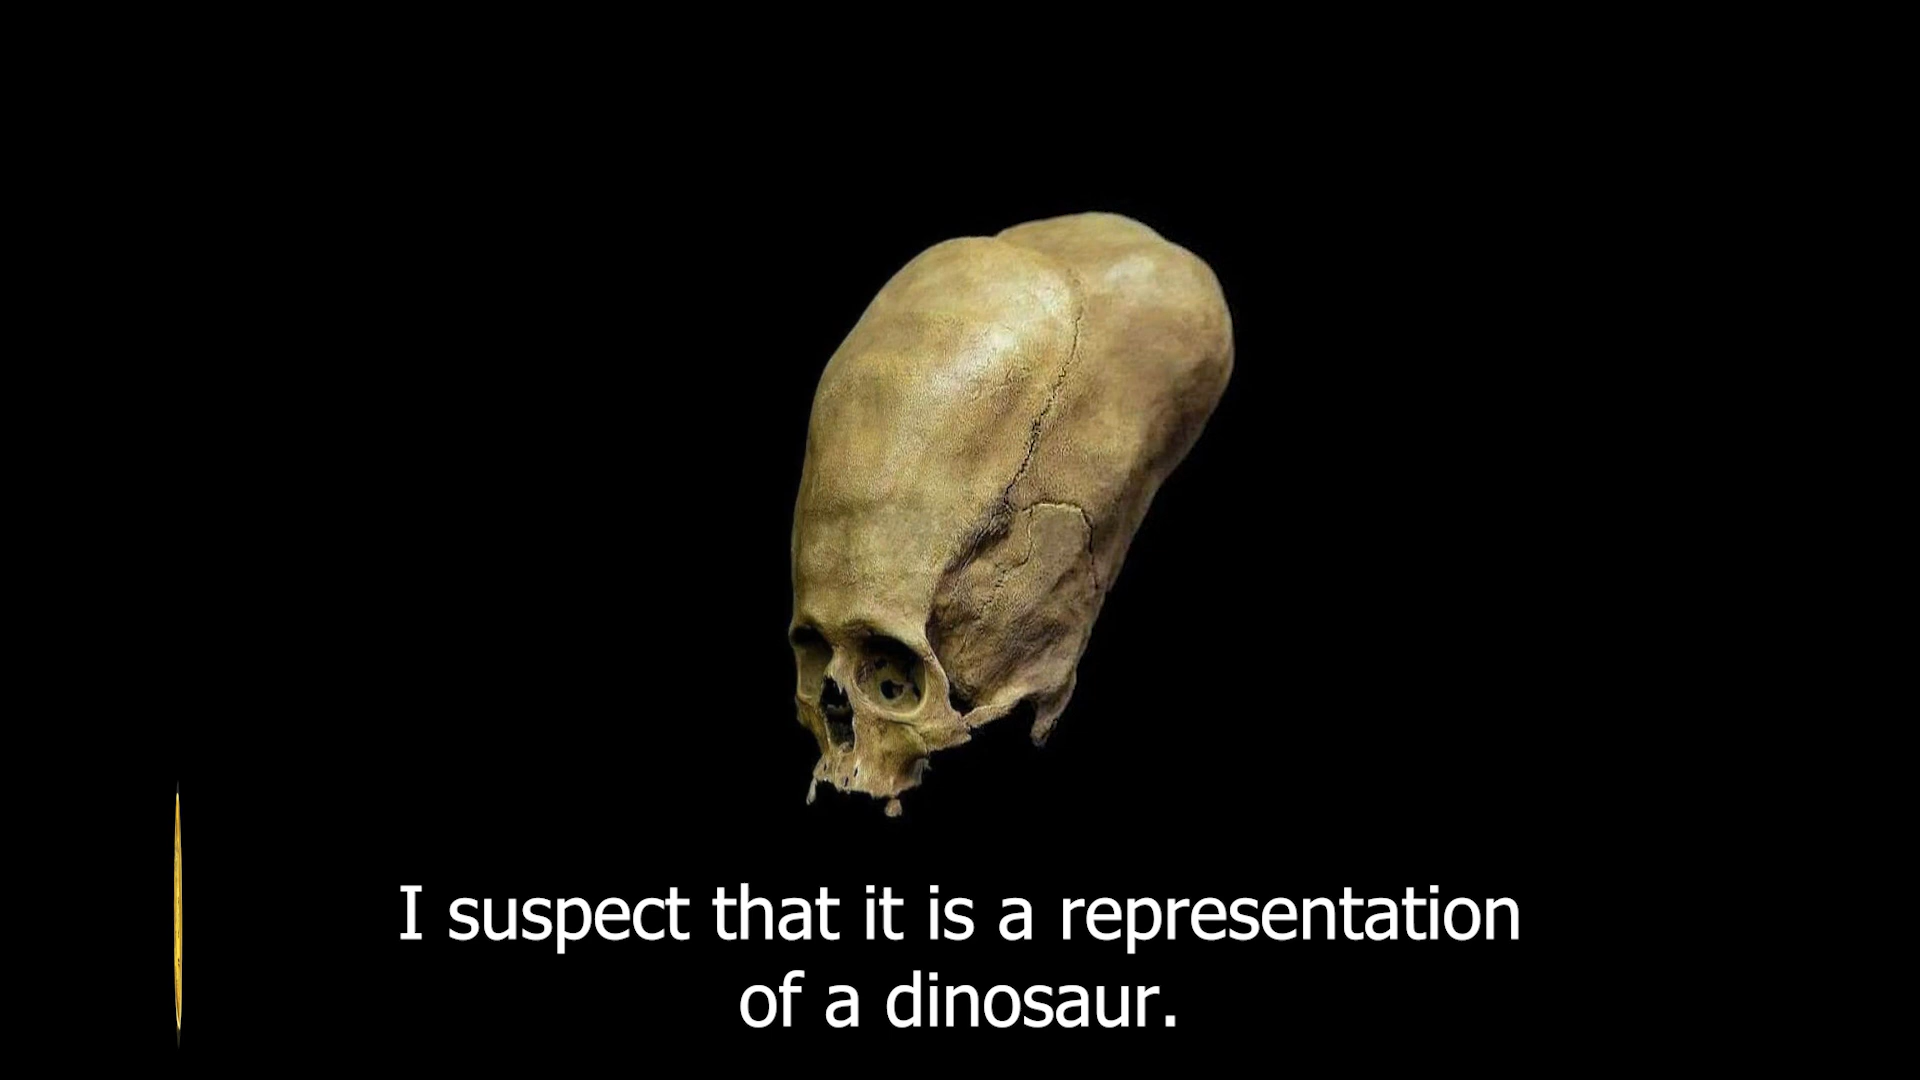 I suspect that it is a representation
of a dinosaur.